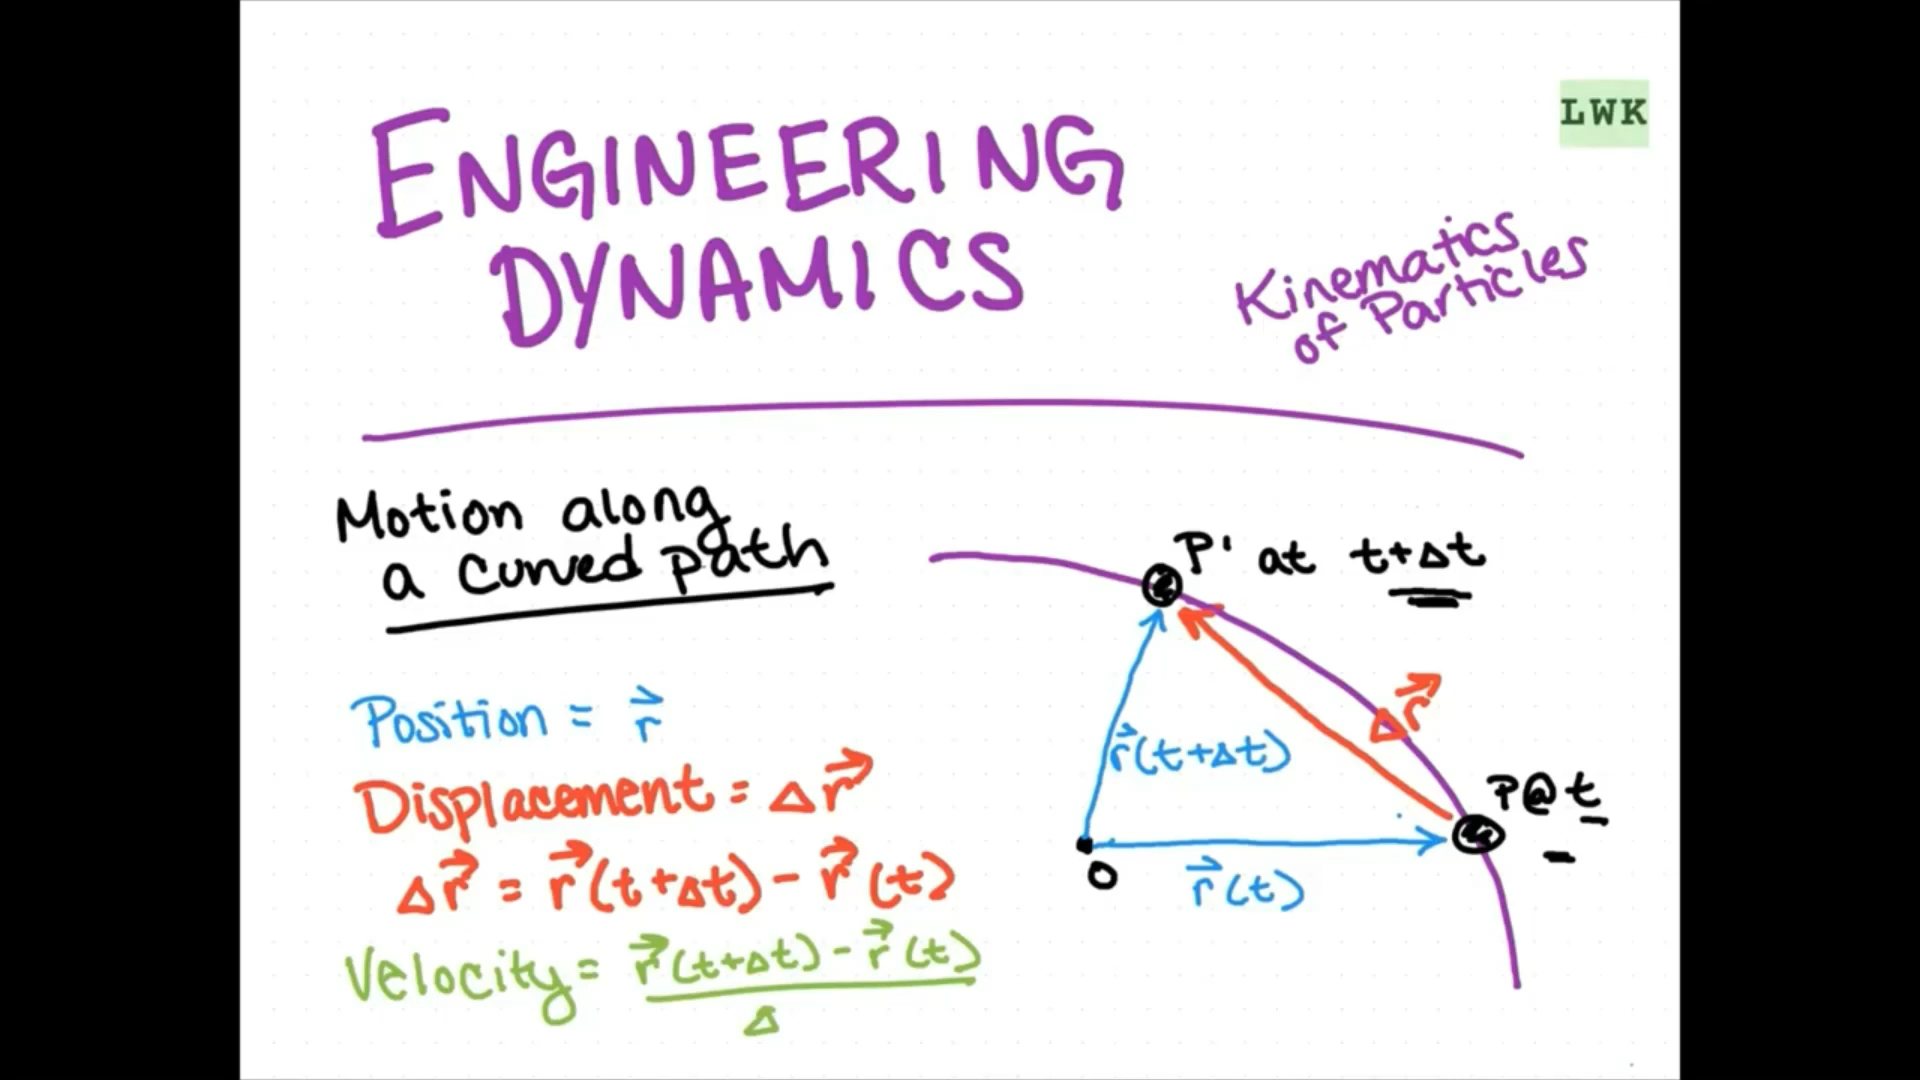 ENGINEERING
DYNAMICS
LWK
Kinematics
of Particles
Motion along
a curved path
P' at t+Δt
Position = r⃗
Δr⃗
r⃗(t+Δt)
Displacement = Δr⃗
P@t
Δr⃗ = r⃗(t+Δt) - r⃗(t)
O
r⃗(t)
Velocity = r⃗(t+Δt) - r⃗(t)
Δ